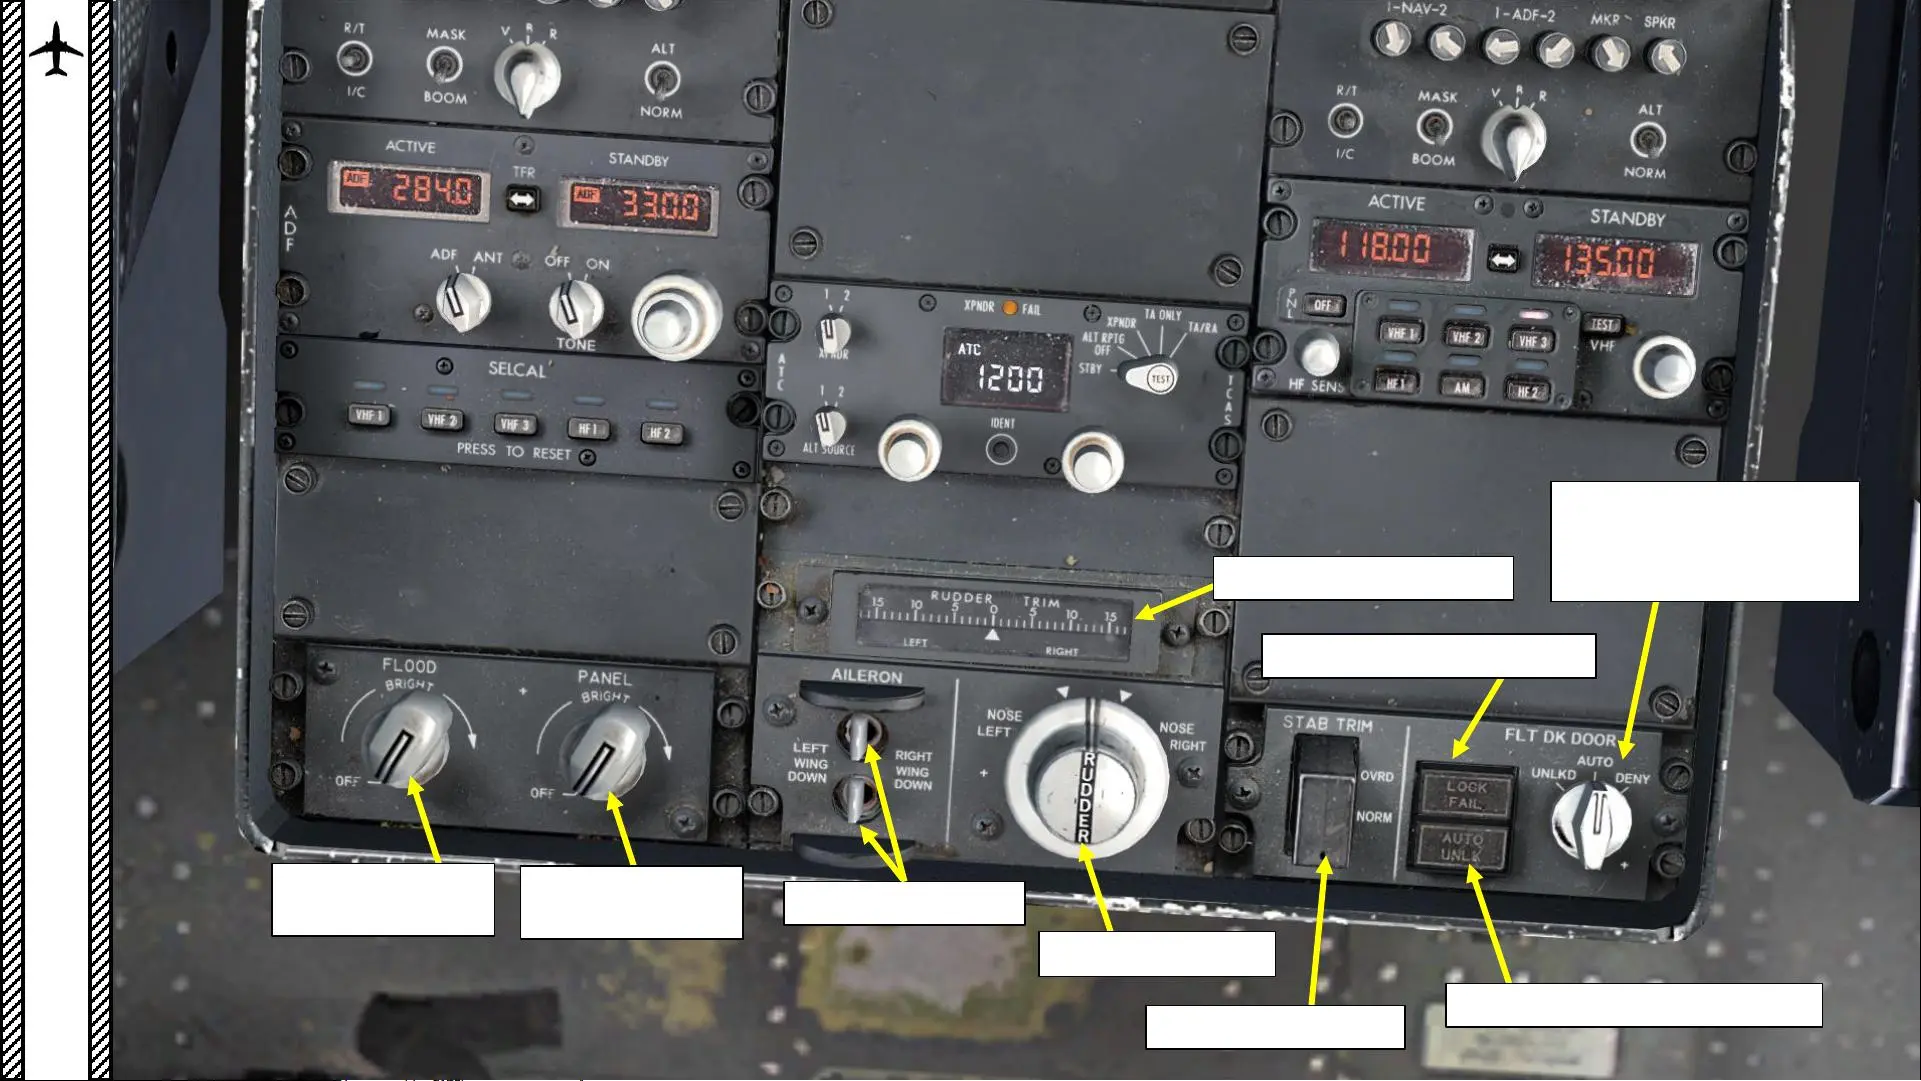 R/T
MASK
V B R
ALT
I/C
BOOM
NORM
ACTIVE
TFR
STANDBY
ADF
284.0
ADF
330.0
ADF
ADF
ANT
OFF
ON
TONE
SELCAL
VHF 1
VHF 2
VHF 3
HF 1
HF 2
PRESS TO RESET
FLOOD
BRIGHT
OFF
PANEL
BRIGHT
OFF
1 2
XPNDR
XPNDR
FAIL
ATC
1200
ATC
STBY
ALT RPTG
OFF
XPNDR
TA ONLY
TA/RA
TEST
TCAS
1 2
ALT SOURCE
IDENT
RUDDER TRIM
15 10 5 0 5 10 15
LEFT
RIGHT
AILERON
LEFT
WING
DOWN
RIGHT
WING
DOWN
NOSE
LEFT
NOSE
RIGHT
RUDDER
1-NAV-2
1-ADF-2
MKR
SPKR
R/T
MASK
V B R
ALT
I/C
BOOM
NORM
ACTIVE
STANDBY
118.00
135.00
PNL
OFF
VHF 1
VHF 2
VHF 3
TEST
VHF
HF SENS
HF 1
AM
HF 2
STAB TRIM
OVRD
NORM
FLT DK DOOR
LOCK
FAIL
AUTO
UNLK
UNLKD
AUTO
DENY